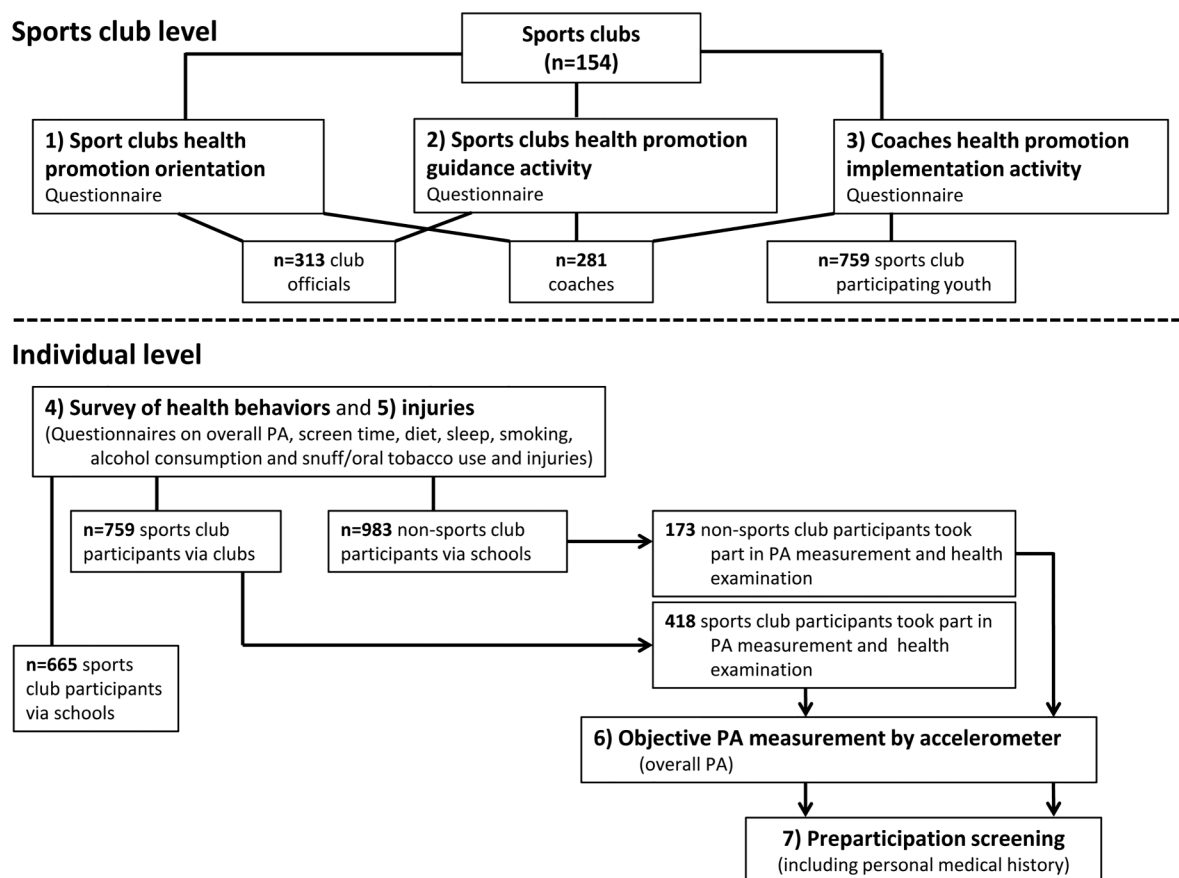 Sports club level
Sports clubs
(n=154)
1) Sport clubs health
promotion orientation
Questionnaire
2) Sports clubs health promotion
guidance activity
Questionnaire
3) Coaches health promotion
implementation activity
Questionnaire
n=313 club
officials
n=281
coaches
n=759 sports club
participating youth
Individual level
4) Survey of health behaviors and 5) injuries
(Questionnaires on overall PA, screen time, diet, sleep, smoking,
alcohol consumption and snuff/oral tobacco use and injuries)
n=759 sports club
participants via clubs
n=983 non-sports club
participants via schools
173 non-sports club participants took
part in PA measurement and health
examination
418 sports club participants took part in
PA measurement and health
examination
n=665 sports
club participants
via schools
6) Objective PA measurement by accelerometer
(overall PA)
7) Preparticipation screening
(including personal medical history)